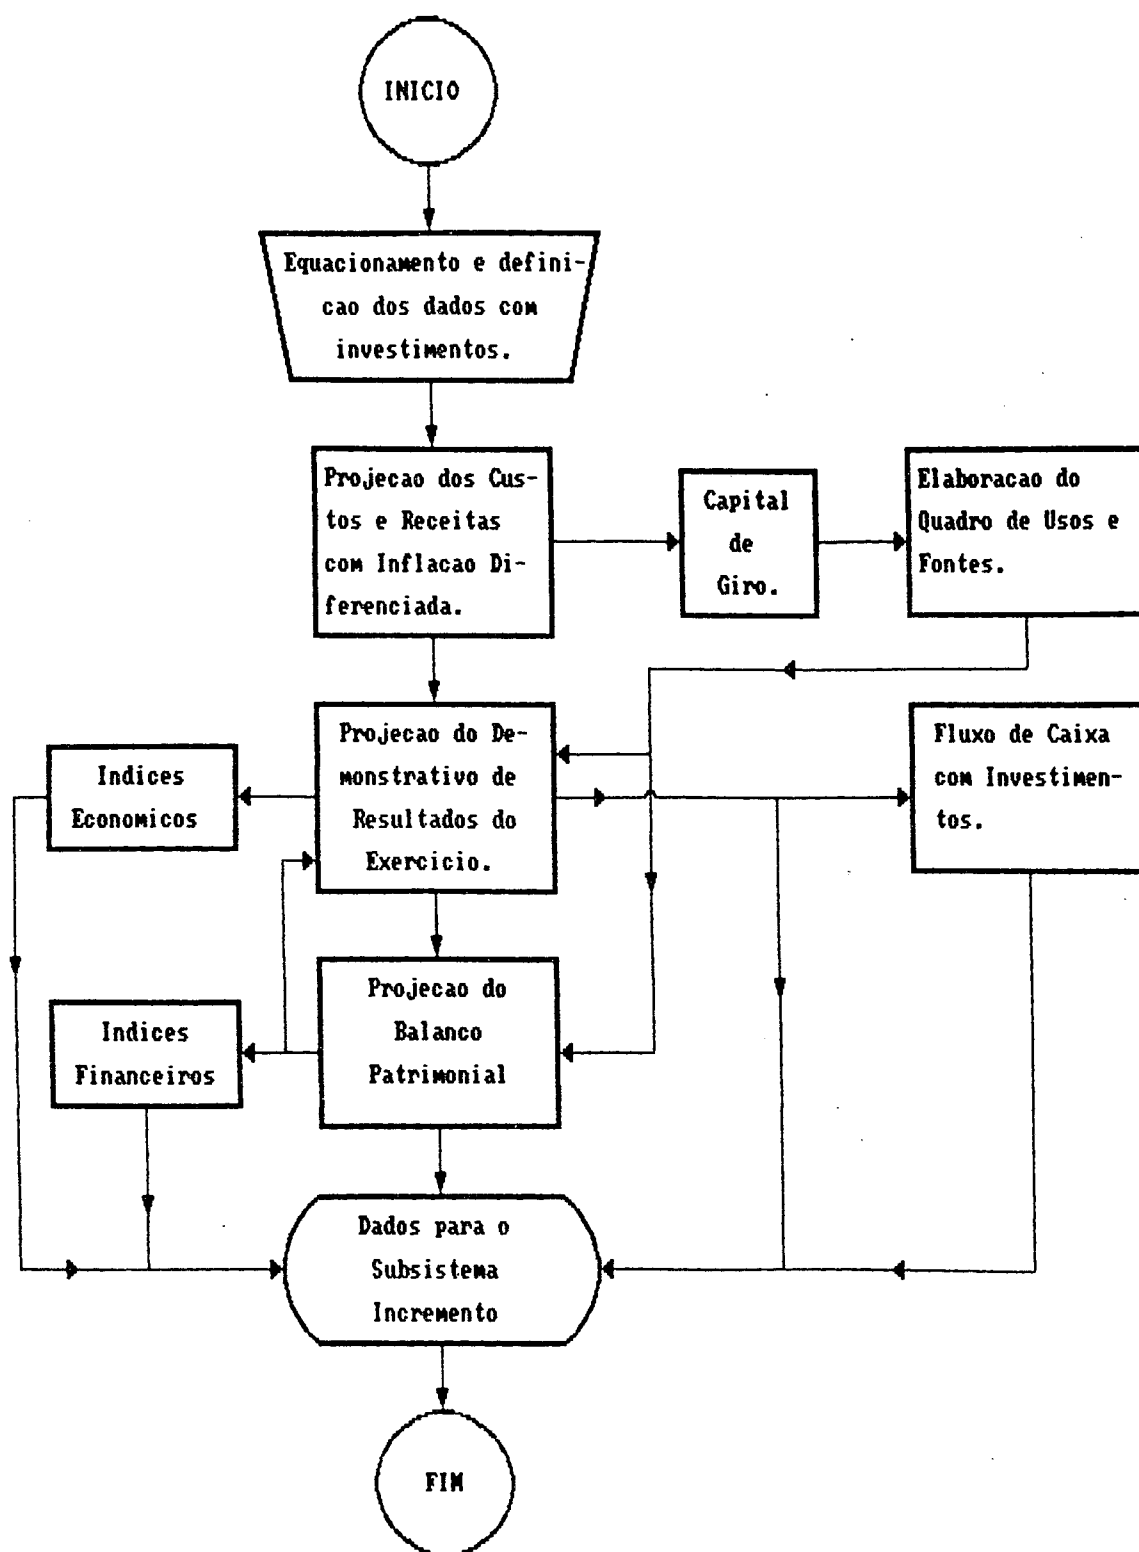 INICIO
Equacionamento e defini-
cao dos dados com
investimentos.
Projecao dos Cus-
tos e Receitas
com Inflacao Di-
ferenciada.
Capital
de
Giro.
Elaboracao do
Quadro de Usos e
Fontes.
Projecao do De-
monstrativo de
Resultados do
Exercicio.
Indices
Economicos
Fluxo de Caixa
com Investimen-
tos.
Projecao do
Balanco
Patrimonial
Indices
Financeiros
Dados para o
Subsistema
Incremento
FIM